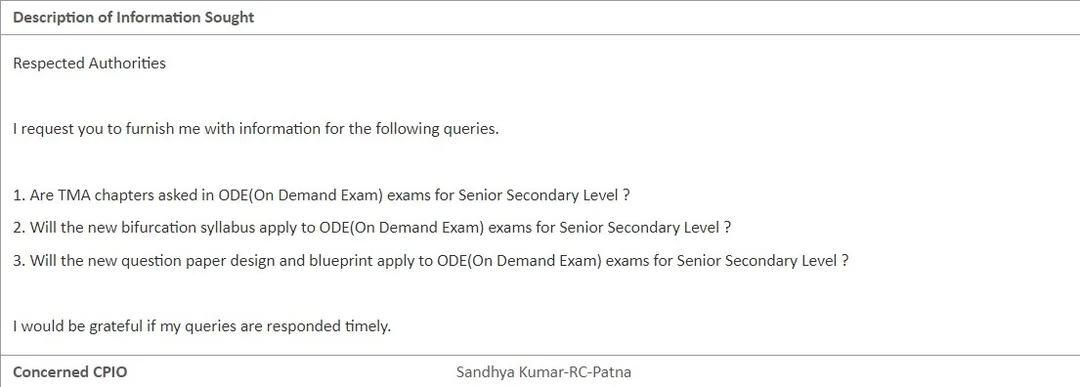 Description of Information Sought
Respected Authorities
I request you to furnish me with information for the following queries.
1. Are TMA chapters asked in ODE(On Demand Exam) exams for Senior Secondary Level ?
2. Will the new bifurcation syllabus apply to ODE(On Demand Exam) exams for Senior Secondary Level ?
3. Will the new question paper design and blueprint apply to ODE(On Demand Exam) exams for Senior Secondary Level ?
I would be grateful if my queries are responded timely.
Concerned CPIO Sandhya Kumar-RC-Patna